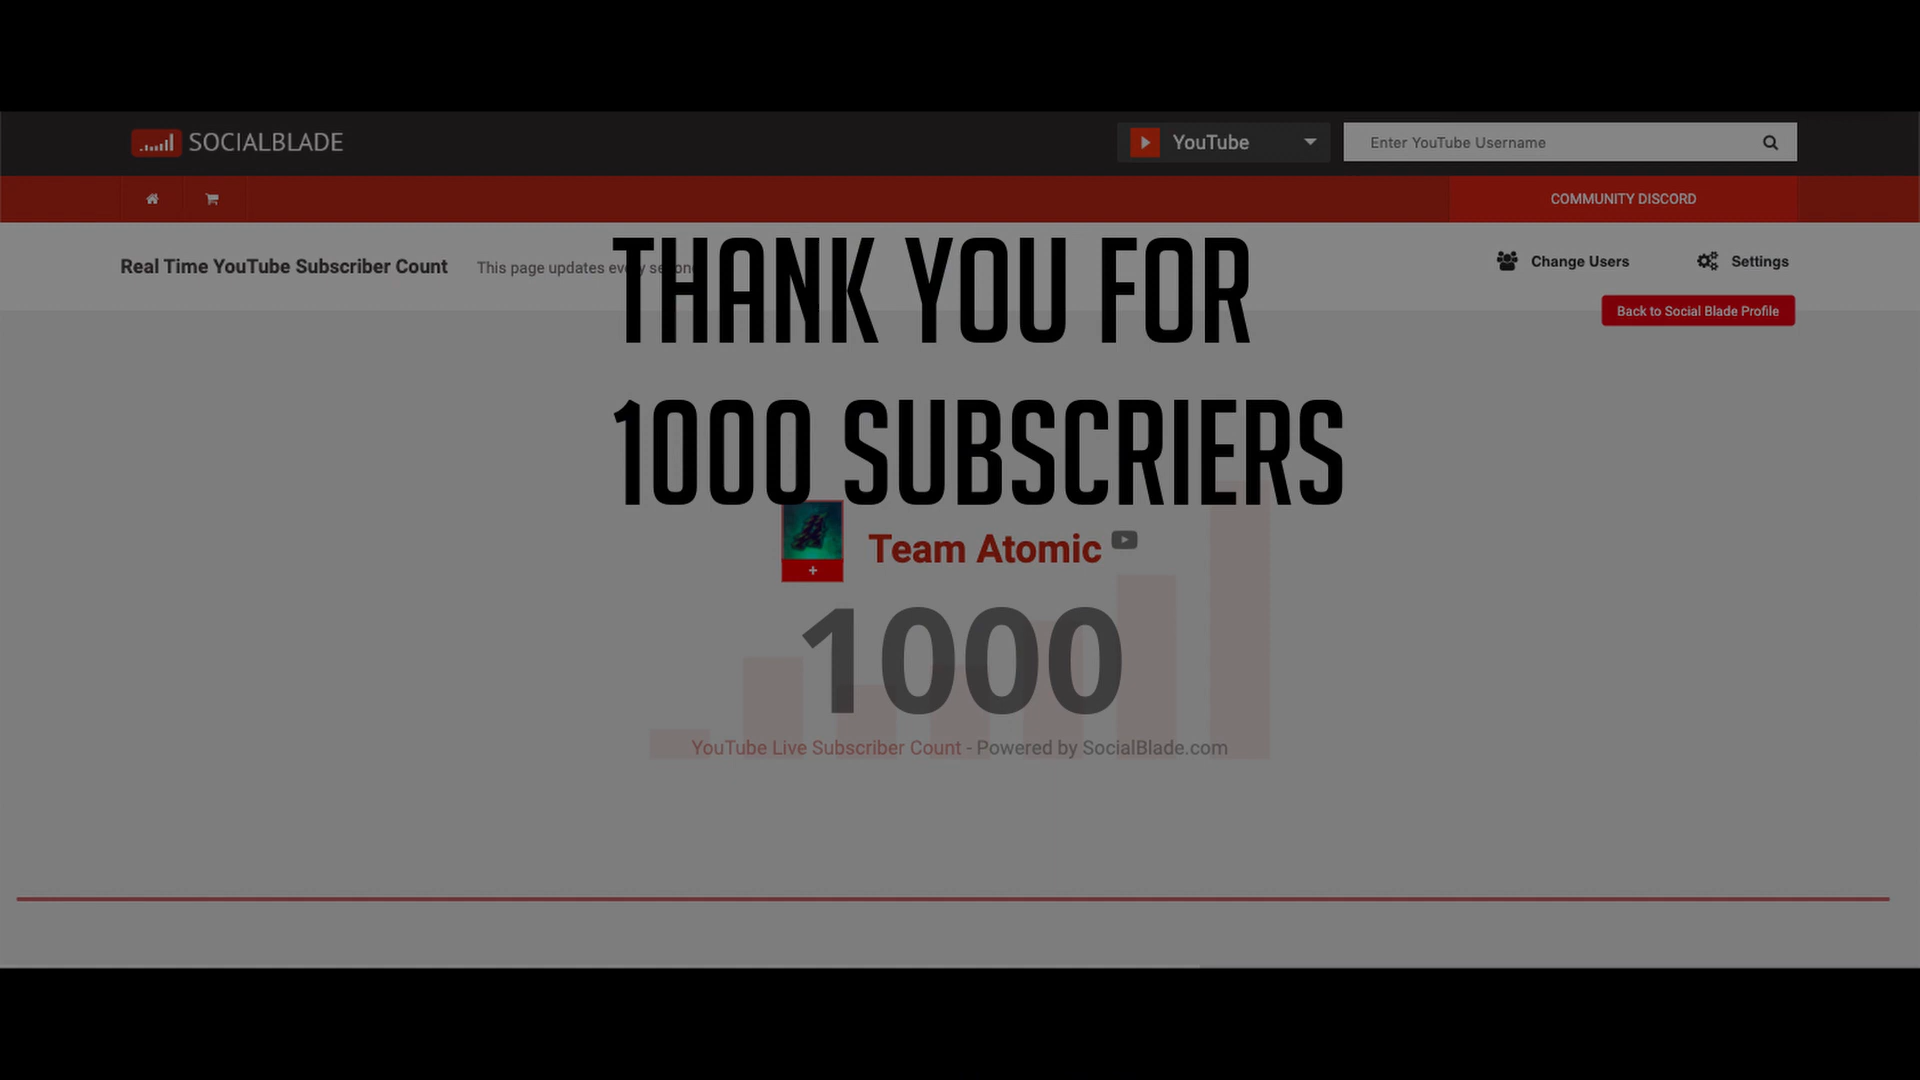 SOCIALBLADE
YouTube
Enter YouTube Username
COMMUNITY DISCORD
Real Time YouTube Subscriber Count
This page updates every second
Change Users
Settings
Back to Social Blade Profile
THANK YOU FOR
1000 SUBSCRIERS
Team Atomic
+
1000
YouTube Live Subscriber Count - Powered by SocialBlade.com